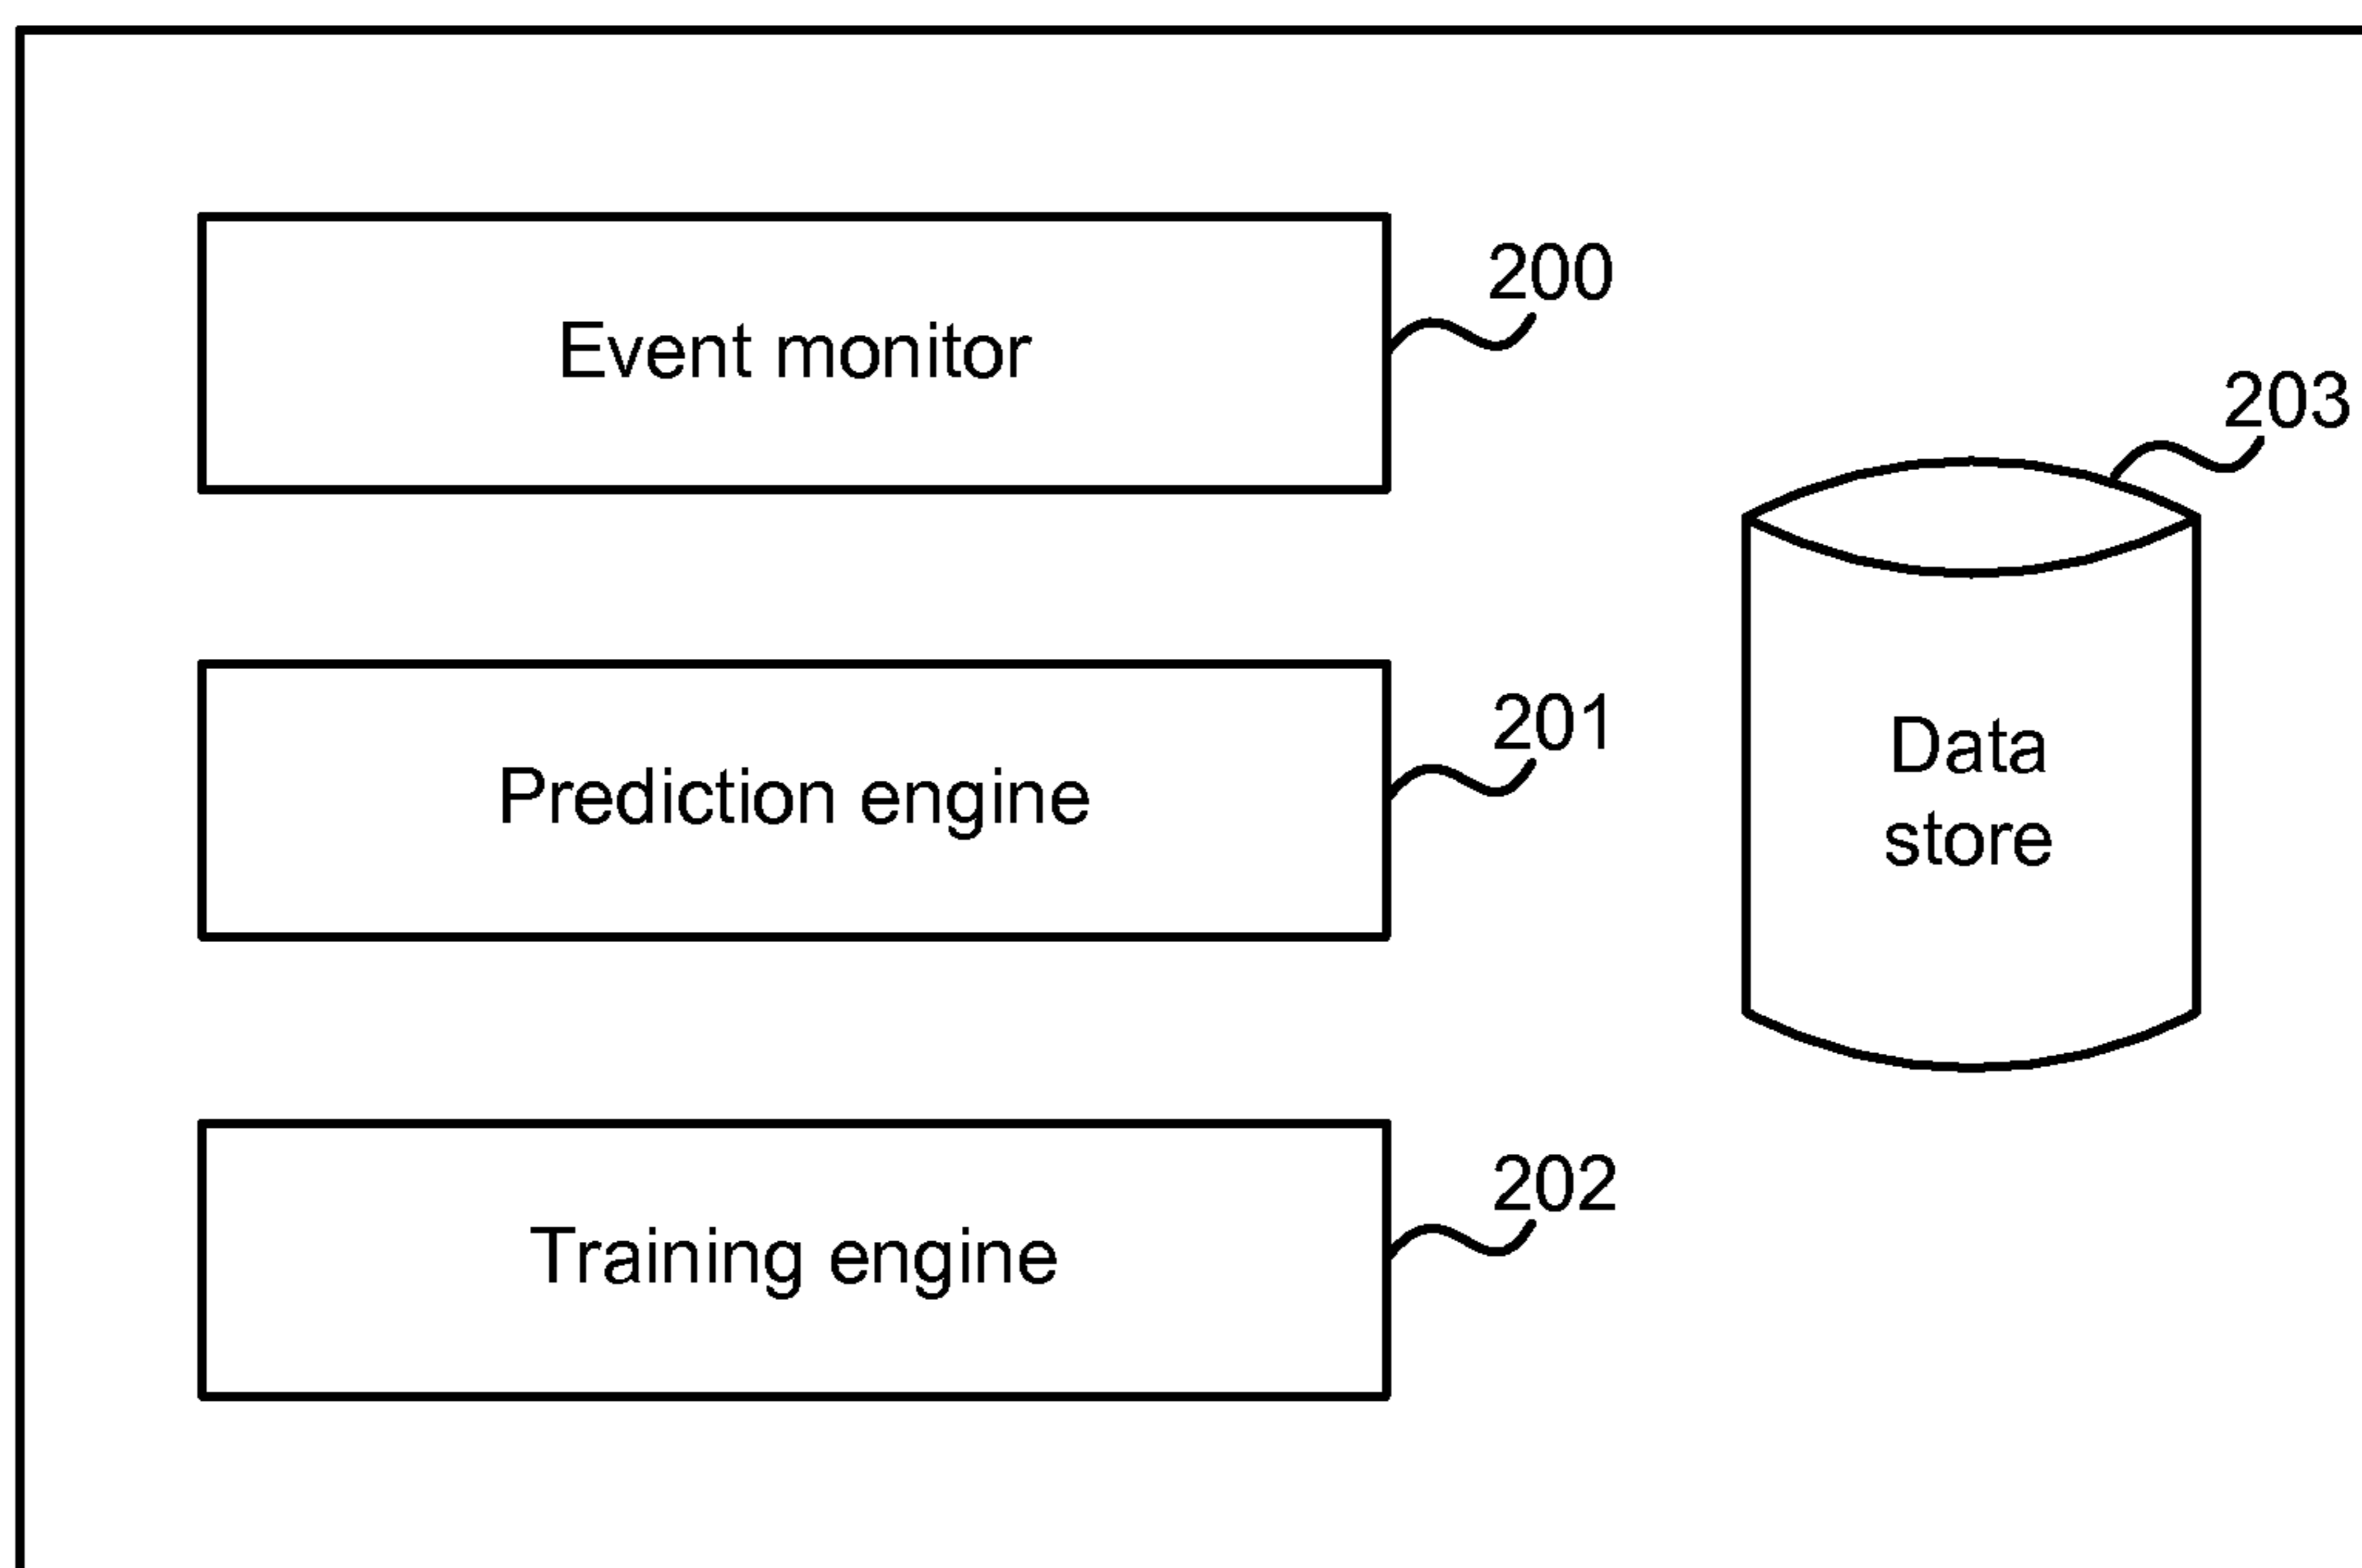 Event monitor
200
203
Prediction engine
201
Data
store
Training engine
202